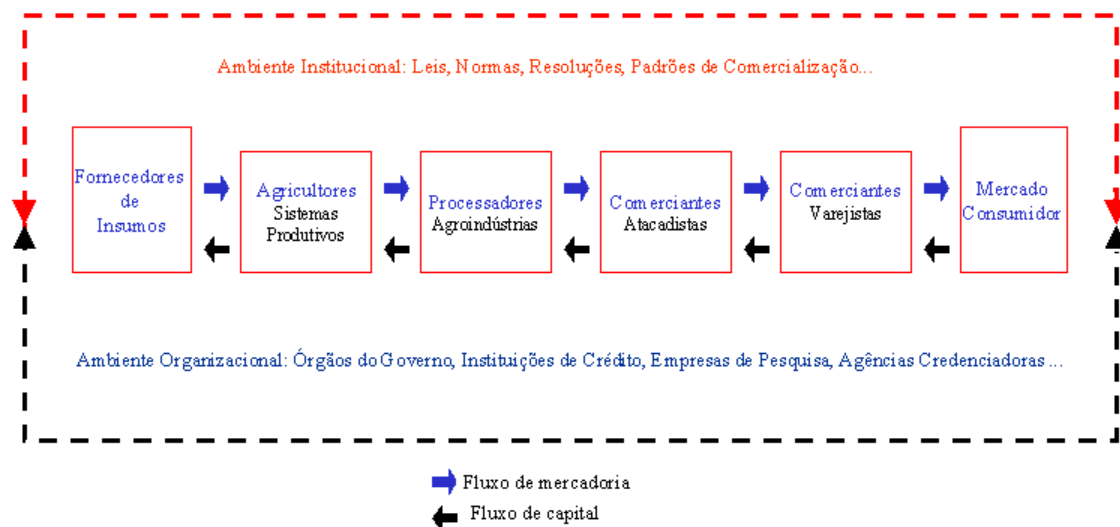 Ambiente Institucional: Leis, Normas, Resoluções, Padrões de Comercialização...
Fornecedores
de
Insumos
Agricultores
Sistemas
Produtivos
Processadores
Agroindústrias
Comerciantes
Atacadistas
Comerciantes
Varejistas
Mercado
Consumidor
Ambiente Organizacional: Órgãos do Governo, Instituições de Crédito, Empresas de Pesquisa, Agências Credenciadoras ...
Fluxo de mercadoria
Fluxo de capital